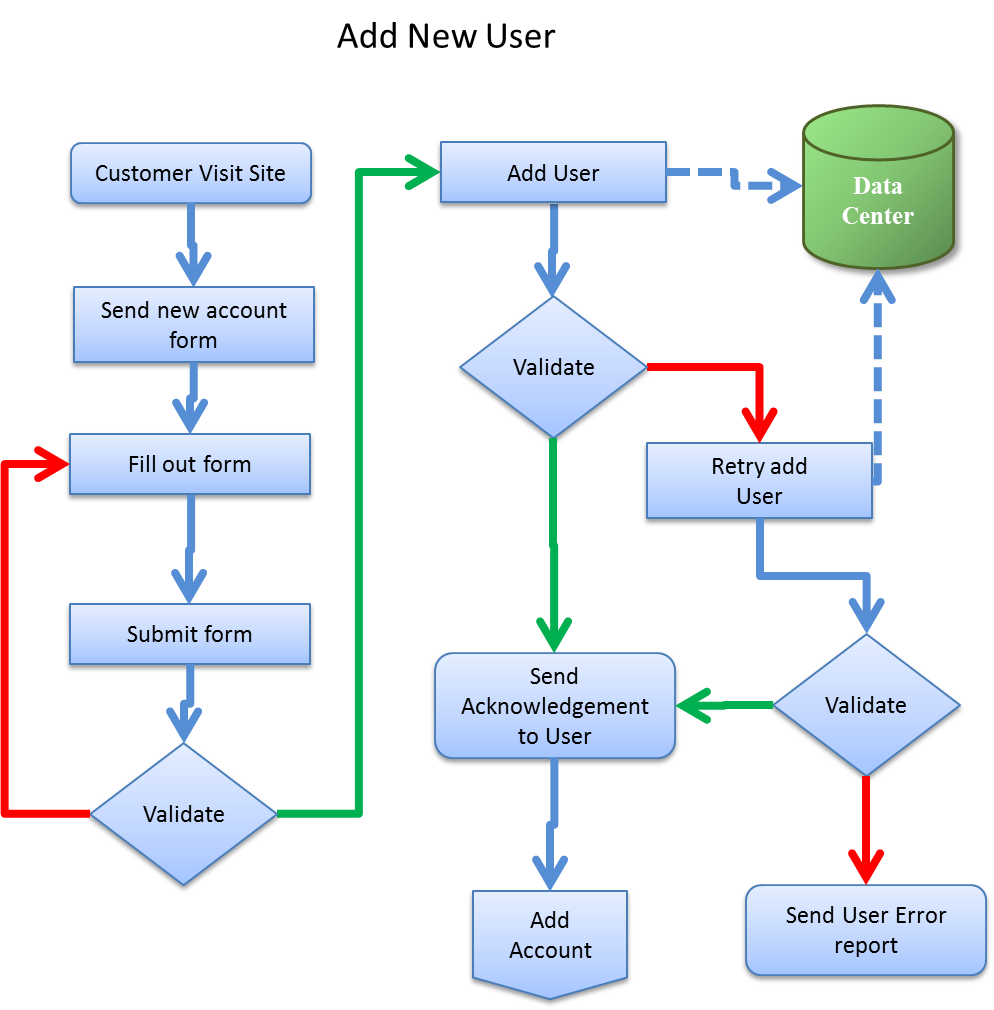 Add New User
Customer Visit Site
Send new account
form
Fill out form
Submit form
Validate
Add User
Data
Center
Validate
Retry add
User
Validate
Send
Acknowledgement
to User
Add
Account
Send User Error
report